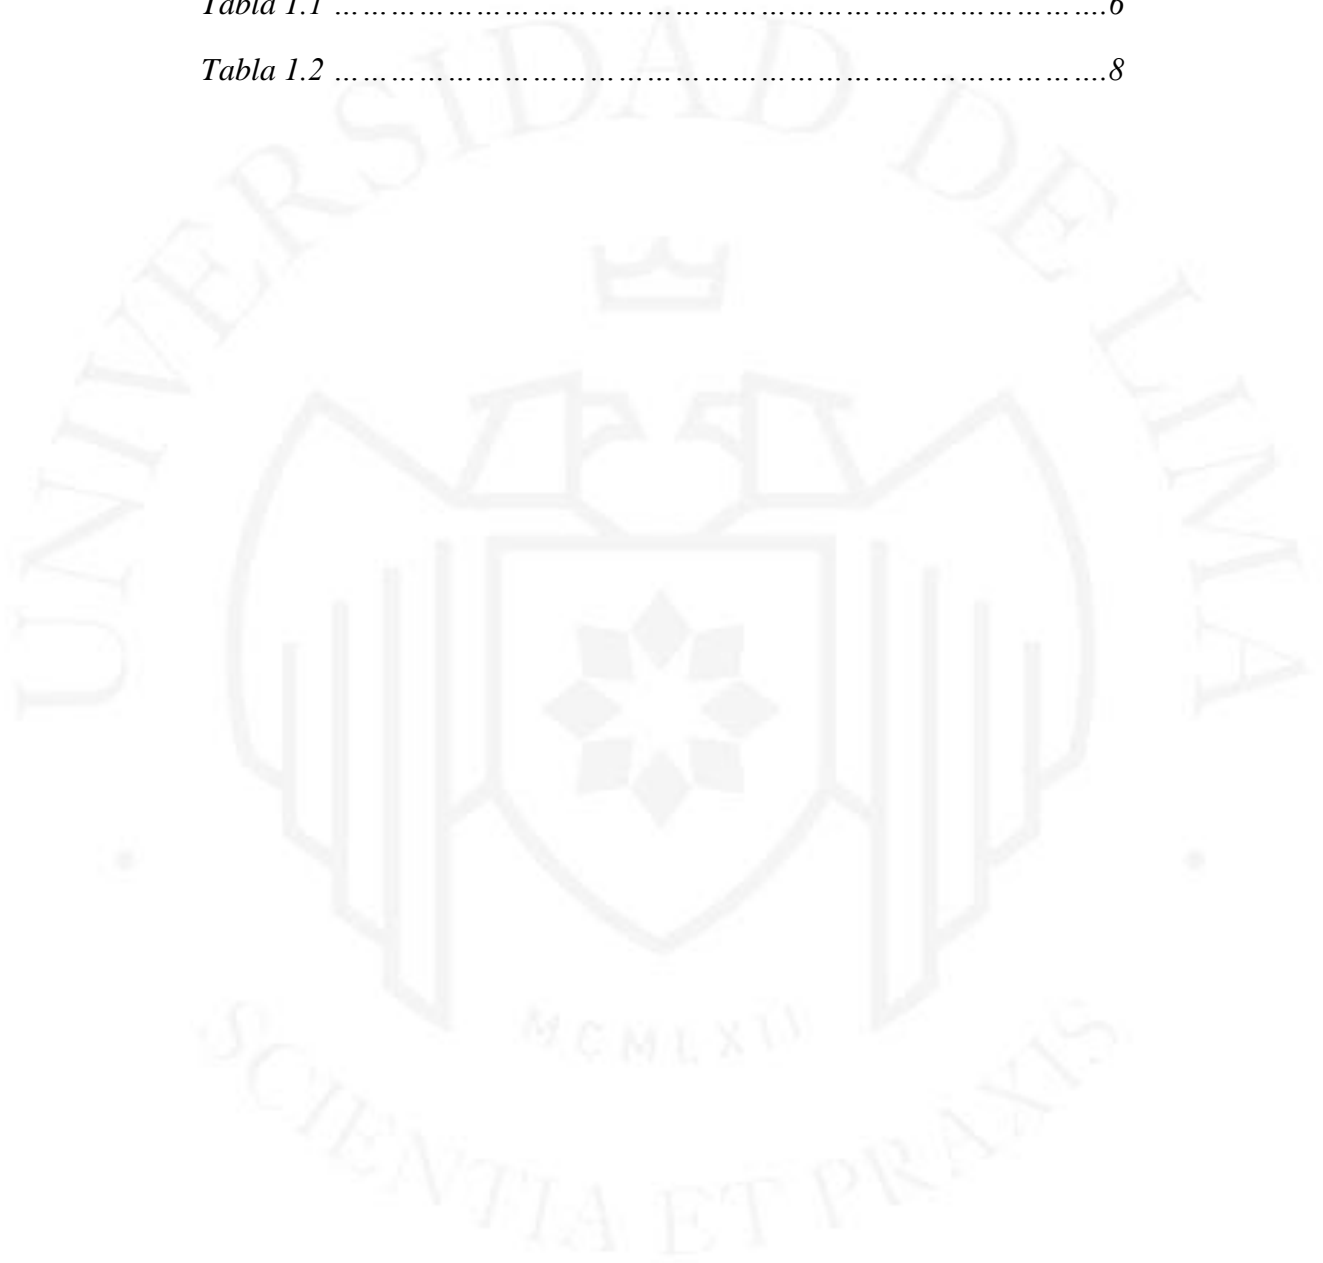 Tabla 1.1 ……………………………………………………………………….6
Tabla 1.2 ……………………………………………………………………….8
UNIVERSIDAD DE LIMA
MCMLXII
SCIENTIA ET PRAXIS